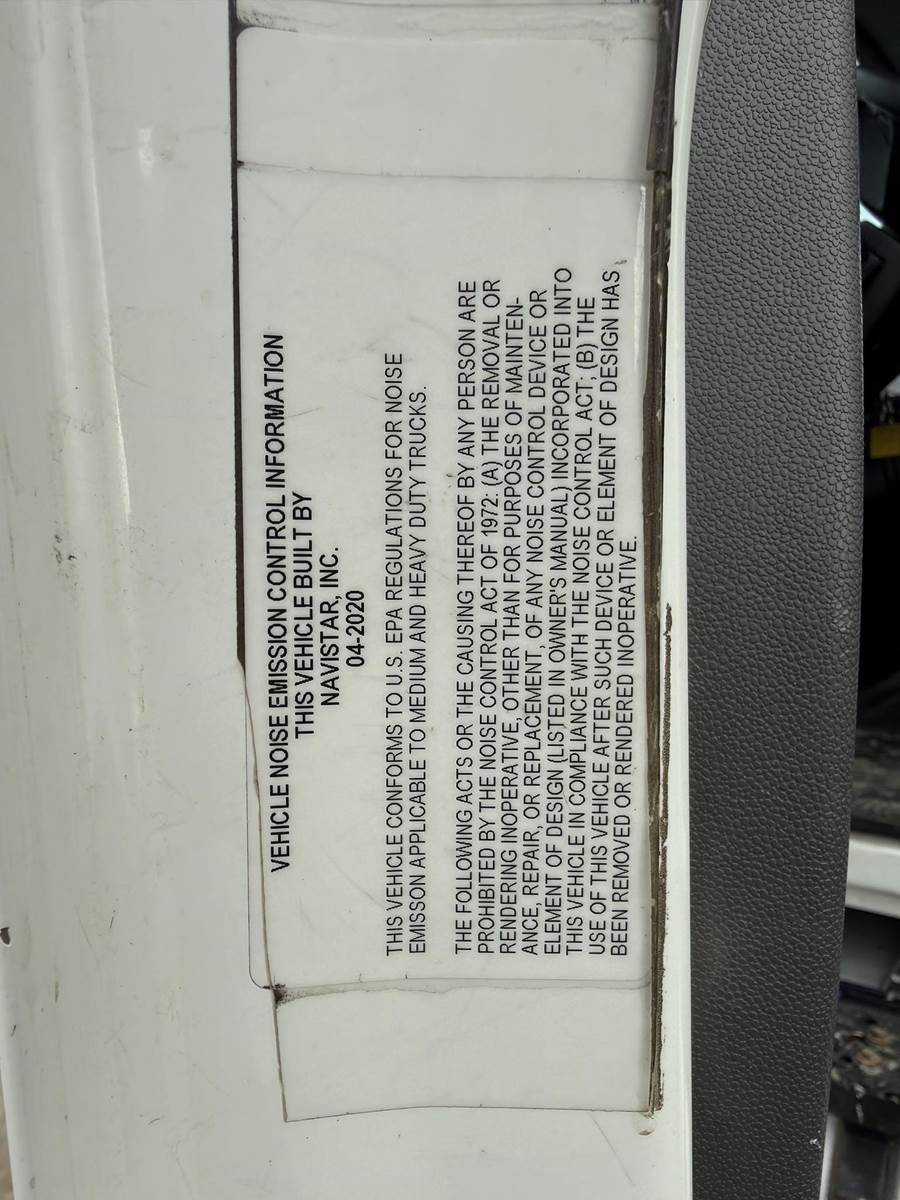 VEHICLE NOISE EMISSION CONTROL INFORMATION
THIS VEHICLE BUILT BY
NAVISTAR, INC.
04-2020
THIS VEHICLE CONFORMS TO U.S. EPA REGULATIONS FOR NOISE
EMISSON APPLICABLE TO MEDIUM AND HEAVY DUTY TRUCKS.
THE FOLLOWING ACTS OR THE CAUSING THEREOF BY ANY PERSON ARE
PROHIBITED BY THE NOISE CONTROL ACT OF 1972: (A) THE REMOVAL OR
RENDERING INOPERATIVE, OTHER THAN FOR PURPOSES OF MAINTEN-
ANCE, REPAIR, OR REPLACEMENT, OF ANY NOISE CONTROL DEVICE OR
ELEMENT OF DESIGN (LISTED IN OWNER'S MANUAL) INCORPORATED INTO
THIS VEHICLE IN COMPLIANCE WITH THE NOISE CONTROL ACT; (B) THE
USE OF THIS VEHICLE AFTER SUCH DEVICE OR ELEMENT OF DESIGN HAS
BEEN REMOVED OR RENDERED INOPERATIVE.